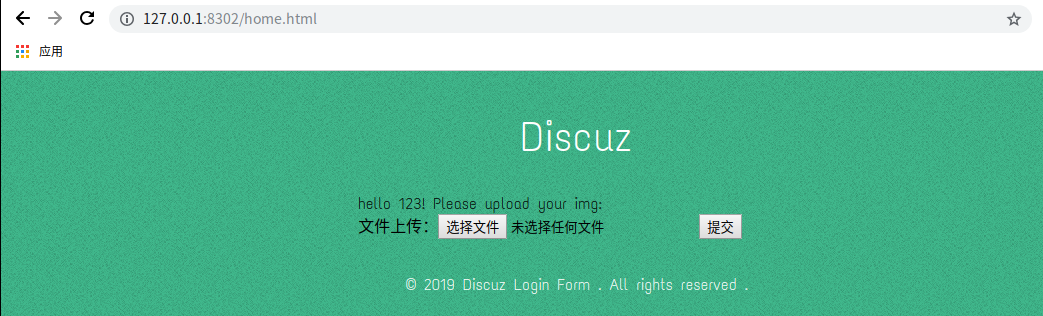 127.0.0.1:8302/home.html
应用
Discuz
hello 123! Please upload your img:
文件上传： 选择文件 未选择任何文件 提交
© 2019 Discuz Login Form . All rights reserved .